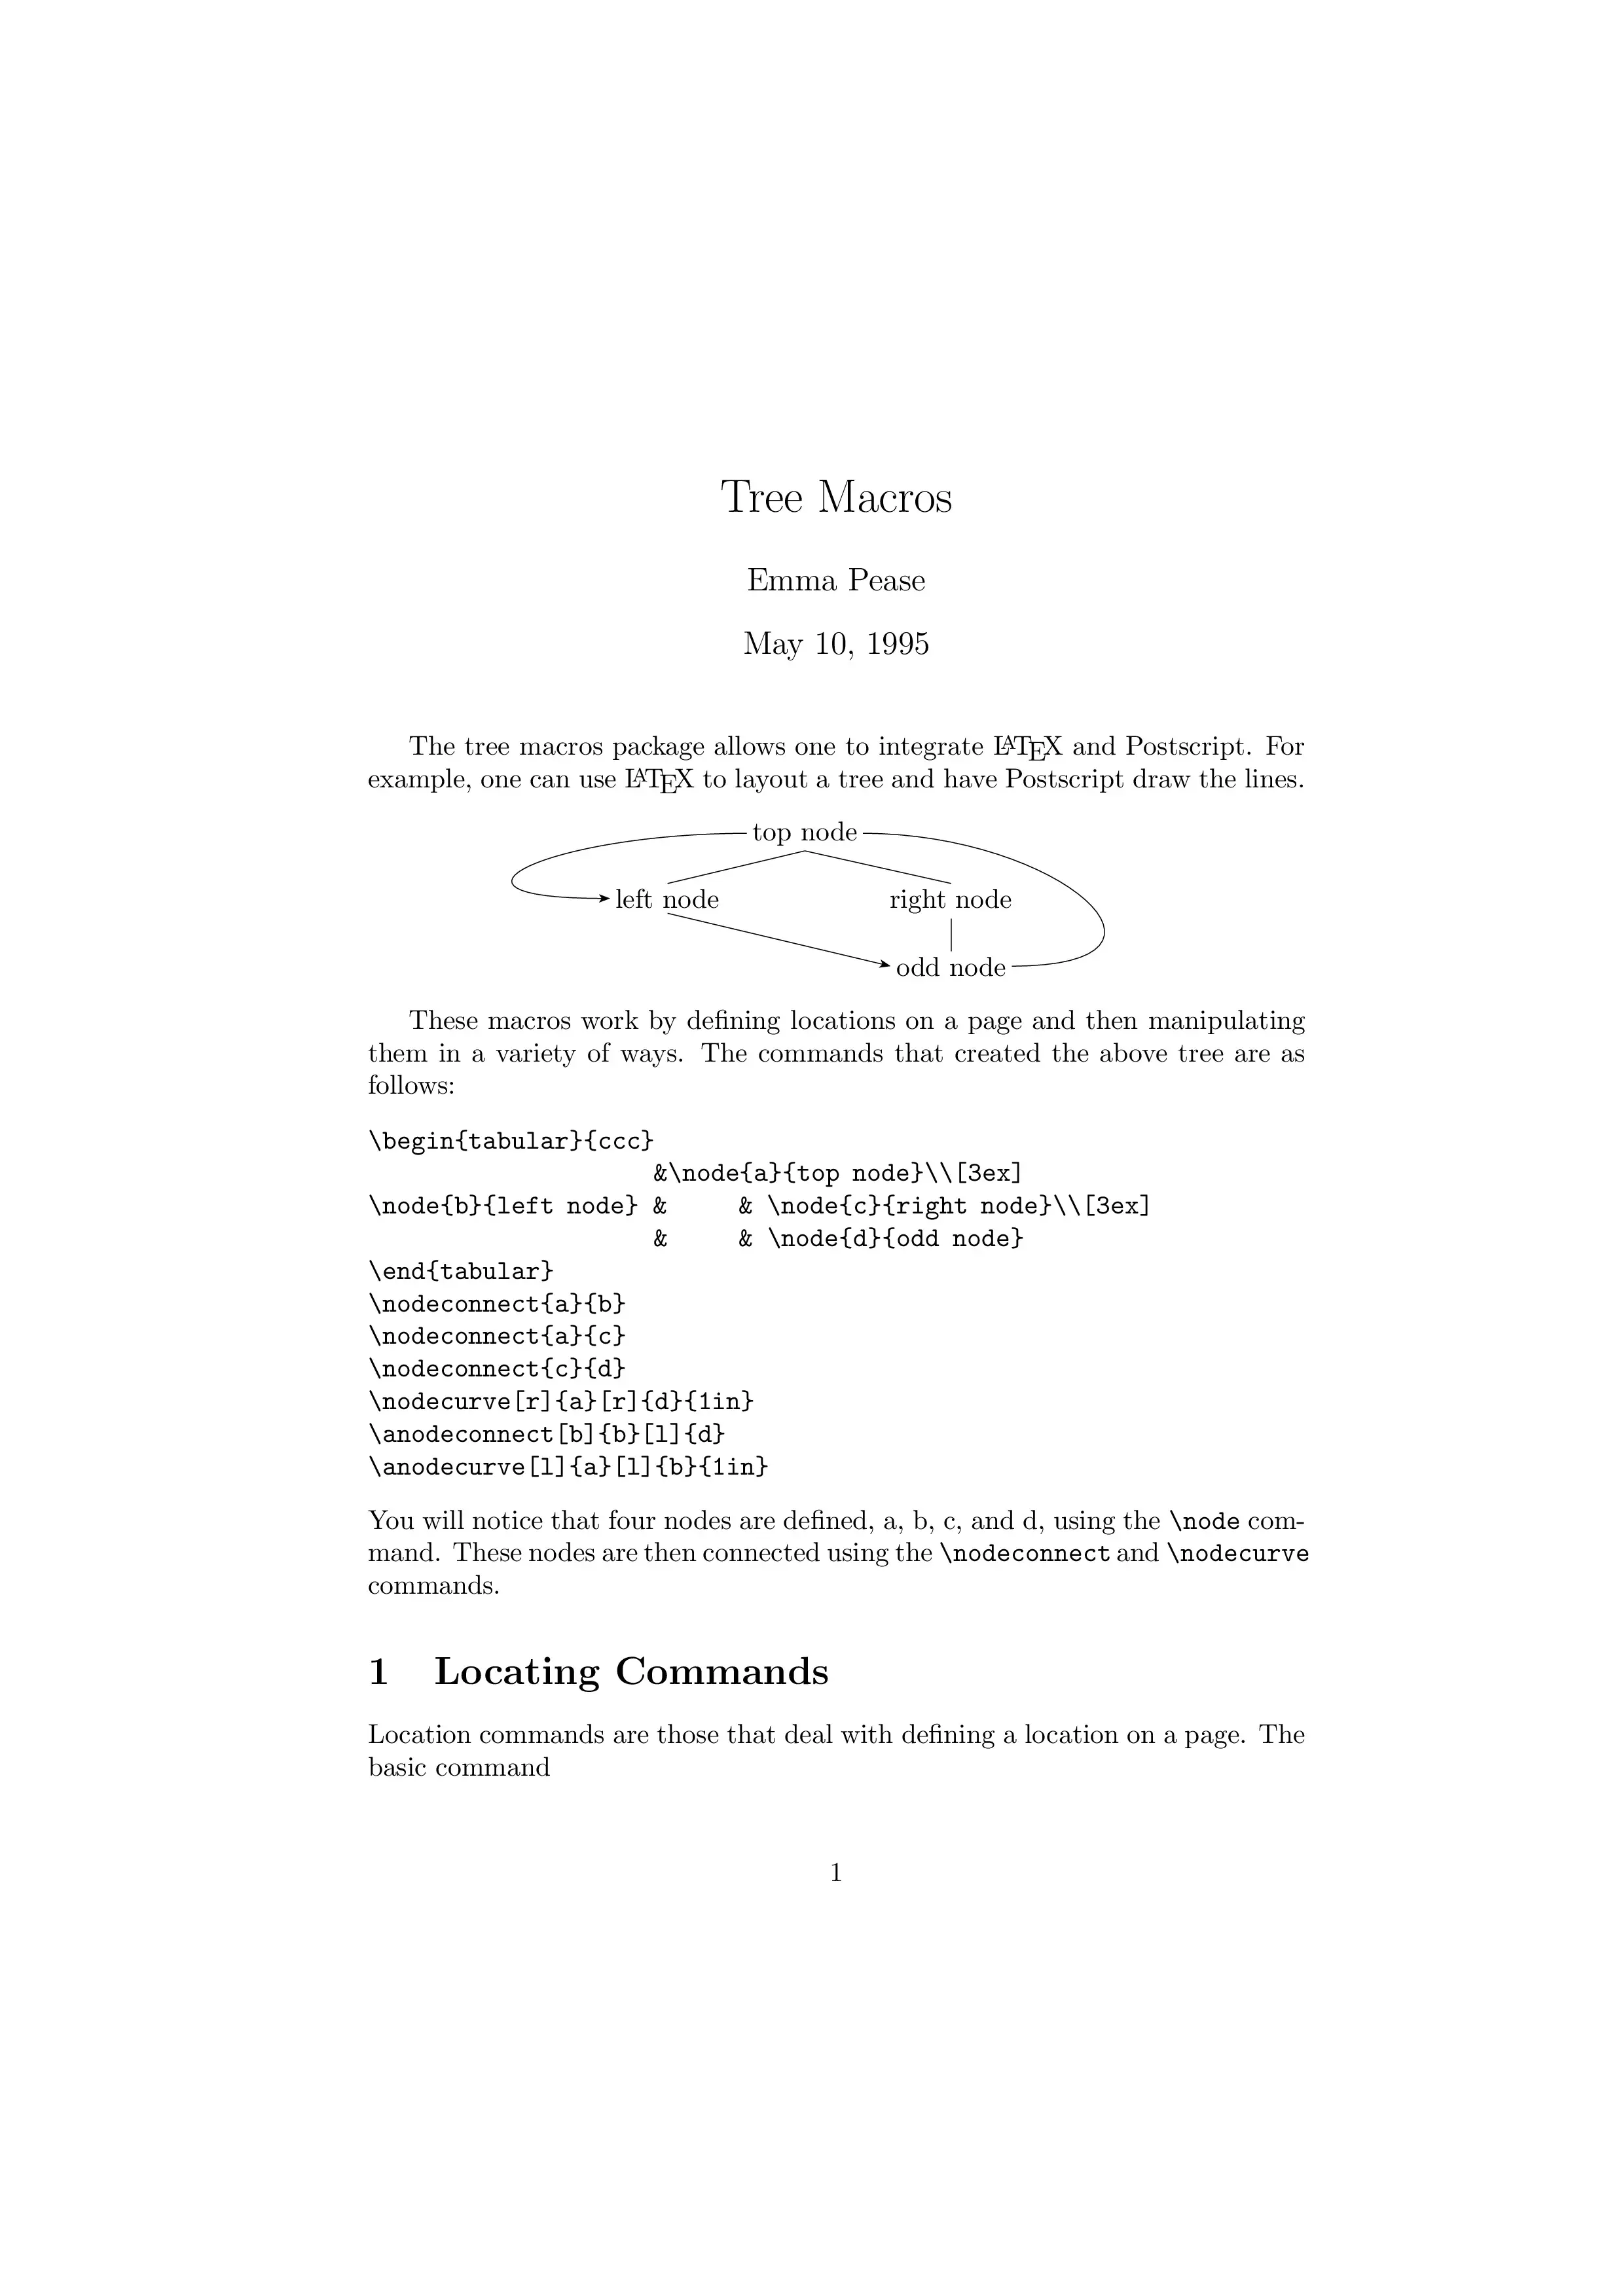 Tree Macros
Emma Pease
May 10, 1995
The tree macros package allows one to integrate LATEX and Postscript. For
example, one can use LATEX to layout a tree and have Postscript draw the lines.
top node
left node right node
odd node
These macros work by defining locations on a page and then manipulating
them in a variety of ways. The commands that created the above tree are as
follows:
\begin{tabular}{ccc}
                    &\node{a}{top node}\\[3ex]
\node{b}{left node} &     & \node{c}{right node}\\[3ex]
                    &     & \node{d}{odd node}
\end{tabular}
\nodeconnect{a}{b}
\nodeconnect{a}{c}
\nodeconnect{c}{d}
\nodecurve[r]{a}[r]{d}{1in}
\anodeconnect[b]{b}[l]{d}
\anodecurve[l]{a}[l]{b}{1in}
You will notice that four nodes are defined, a, b, c, and d, using the \node com-
mand. These nodes are then connected using the \nodeconnect and \nodecurve
commands.
1 Locating Commands
Location commands are those that deal with defining a location on a page. The
basic command
1